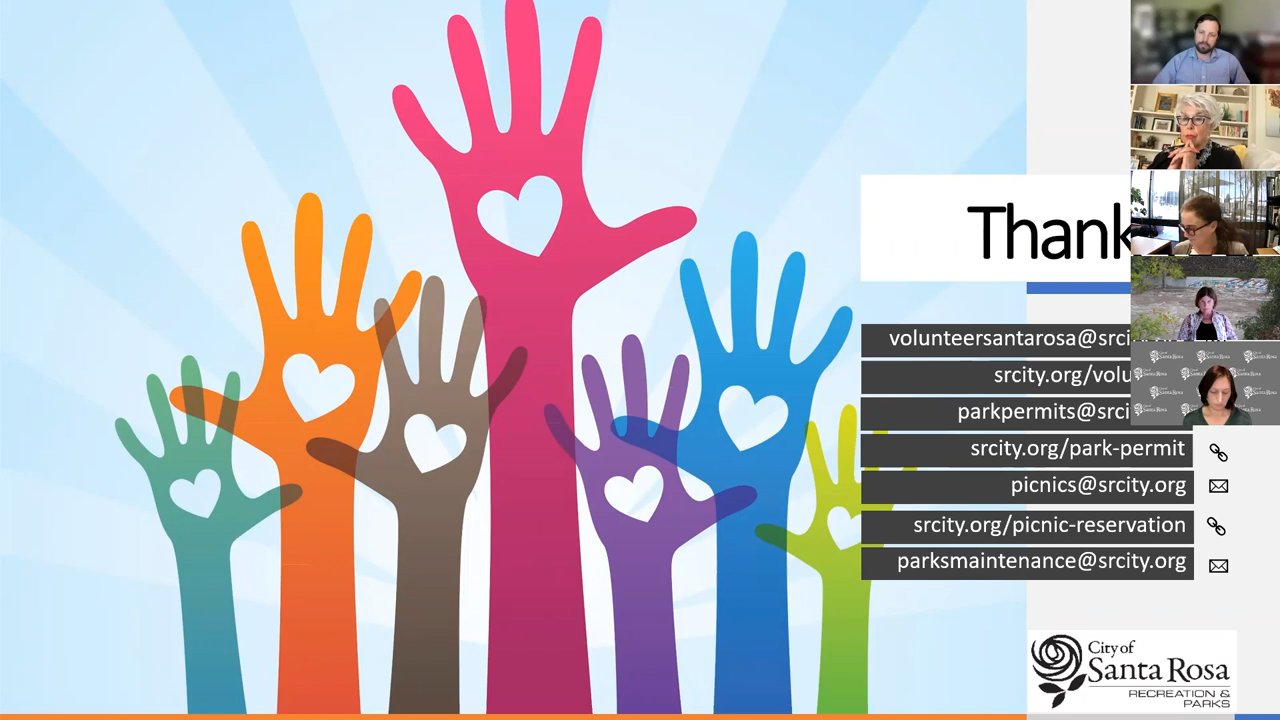 Thank
volunteersantarosa@srci
srcity.org/volu
parkpermits@srci
srcity.org/park-permit
picnics@srcity.org
srcity.org/picnic-reservation
parksmaintenance@srcity.org
City of
Santa Rosa
RECREATION &
PARKS